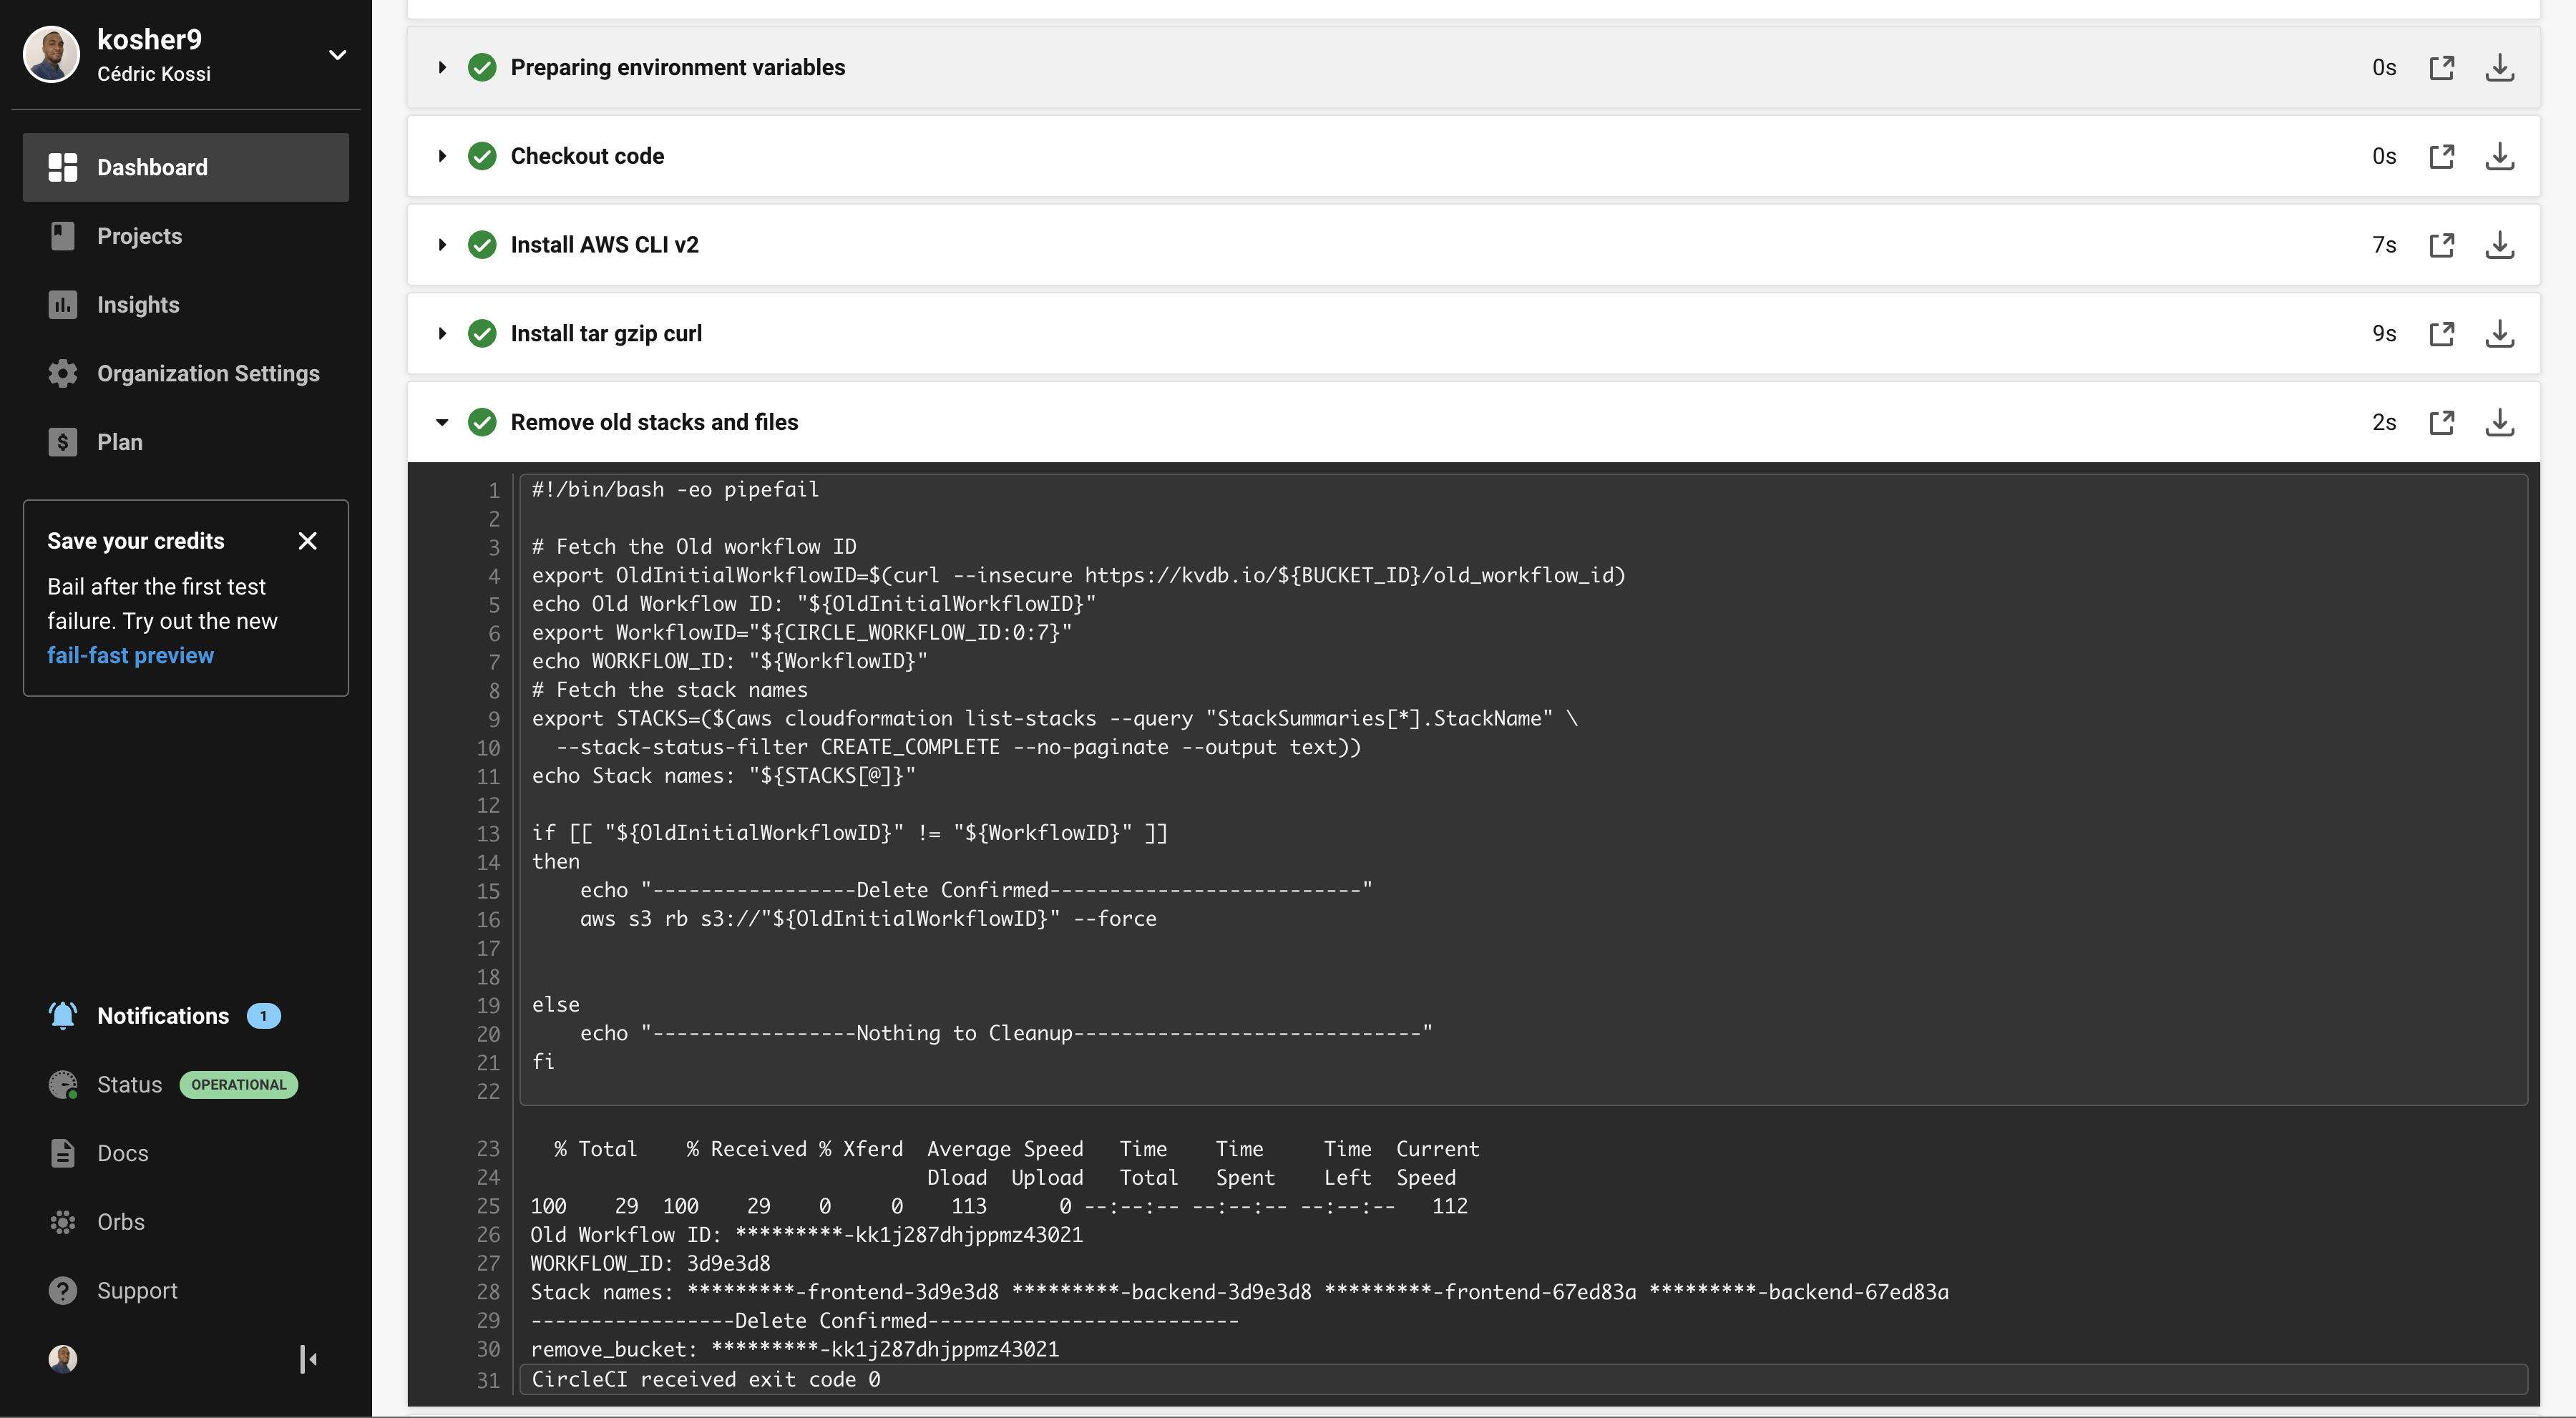 kosher9
Cédric Kossi
Dashboard
Projects
Insights
Organization Settings
Plan
Save your credits
Bail after the first test
failure. Try out the new
fail-fast preview
Notifications 1
Status OPERATIONAL
Docs
Orbs
Support
Preparing environment variables 0s
Checkout code 0s
Install AWS CLI v2 7s
Install tar gzip curl 9s
Remove old stacks and files 2s
1 #!/bin/bash -eo pipefail
2
3 # Fetch the Old workflow ID
4 export OldInitialWorkflowID=$(curl --insecure https://kvdb.io/${BUCKET_ID}/old_workflow_id)
5 echo Old Workflow ID: "${OldInitialWorkflowID}"
6 export WorkflowID="${CIRCLE_WORKFLOW_ID:0:7}"
7 echo WORKFLOW_ID: "${WorkflowID}"
8 # Fetch the stack names
9 export STACKS=($(aws cloudformation list-stacks --query "StackSummaries[*].StackName" \
10   --stack-status-filter CREATE_COMPLETE --no-paginate --output text))
11 echo Stack names: "${STACKS[@]}"
12
13 if [[ "${OldInitialWorkflowID}" != "${WorkflowID}" ]]
14 then
15     echo "-----------------Delete Confirmed--------------------------"
16     aws s3 rb s3://"${OldInitialWorkflowID}" --force
17
18
19 else
20     echo "-----------------Nothing to Cleanup-----------------------------"
21 fi
22
23   % Total    % Received % Xferd  Average Speed   Time    Time     Time  Current
24                                  Dload  Upload   Total   Spent    Left  Speed
25 100    29  100    29    0     0    113      0 --:--:-- --:--:-- --:--:--   112
26 Old Workflow ID: *********-kk1j287dhjppmz43021
27 WORKFLOW_ID: 3d9e3d8
28 Stack names: *********-frontend-3d9e3d8 *********-backend-3d9e3d8 *********-frontend-67ed83a *********-backend-67ed83a
29 -----------------Delete Confirmed--------------------------
30 remove_bucket: *********-kk1j287dhjppmz43021
31 CircleCI received exit code 0